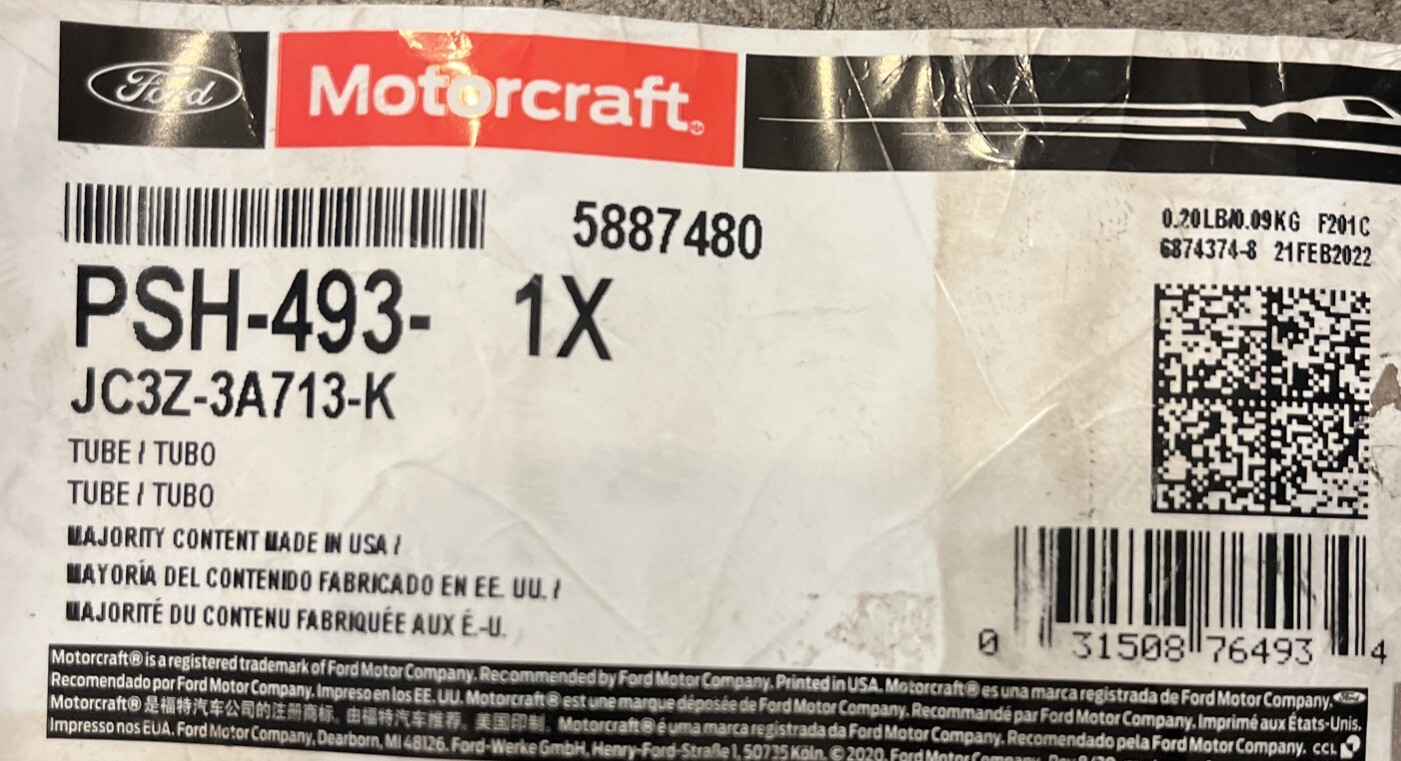 Ford
Motorcraft®
5887480
0.20LB/0.09KG F201C
6874374-8 21FEB2022
PSH-493- 1X
JC3Z-3A713-K
TUBE / TUBO
TUBE / TUBO
MAJORITY CONTENT MADE IN USA /
MAYORÍA DEL CONTENIDO FABRICADO EN EE. UU. /
MAJORITÉ DU CONTENU FABRIQUÉE AUX É.-U.
0 31508 76493 4
Motorcraft® is a registered trademark of Ford Motor Company. Recommended by Ford Motor Company. Printed in USA. Motorcraft® es una marca registrada de Ford Motor Company. Ford
Recomendado por Ford Motor Company. Impreso en los EE. UU. Motorcraft® est une marque déposée de Ford Motor Company. Recommandé par Ford Motor Company. Imprimé aux États-Unis.
Motorcraft® 是福特汽车公司的注册商标. 由福特汽车推荐. 美国印制. Motorcraft® é uma marca registrada da Ford Motor Company. Recomendado pela Ford Motor Company. CCL
Impresso nos EUA. Ford Motor Company, Dearborn, MI 48126. Ford-Werke GmbH, Henry-Ford-Straße 1, 50735 Köln. © 2020, Ford Motor Company.